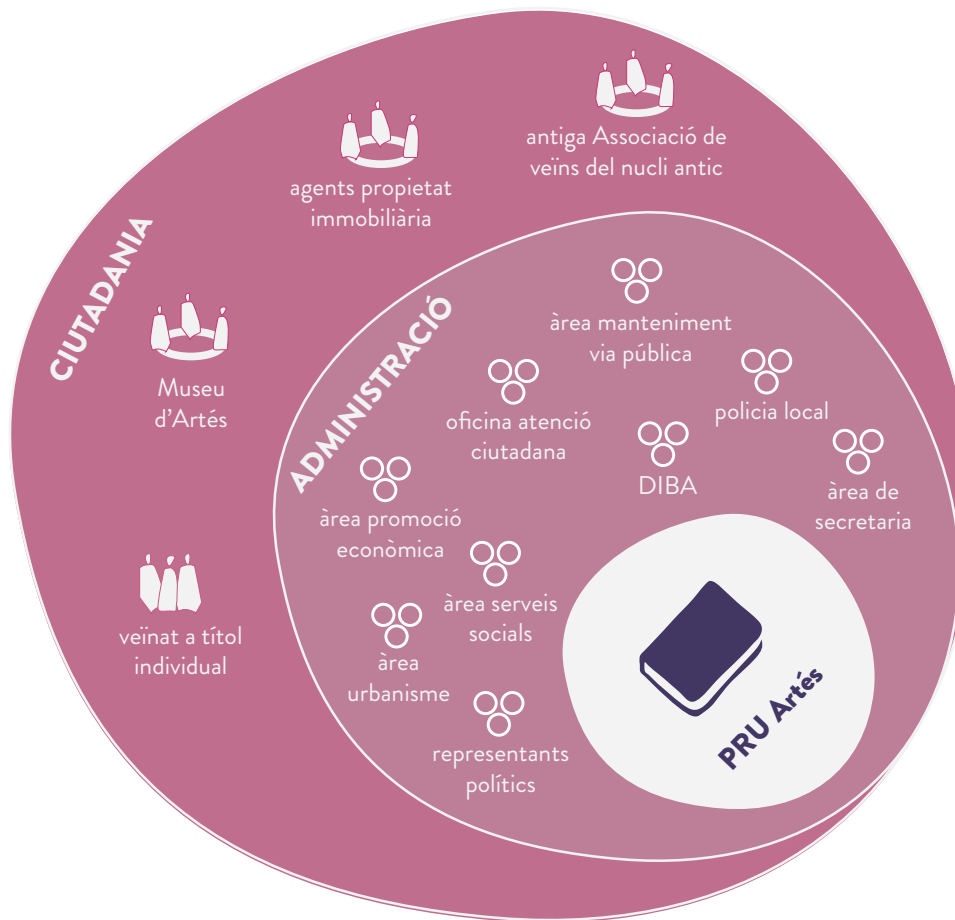 antiga Associació de
veïns del nucli antic
agents propietat
immobiliària
CIUTADANIA
Museu
d'Artés
veïnat a títol
individual
ADMINISTRACIÓ
àrea manteniment
via pública
policia local
oficina atenció
ciutadana
DIBA
àrea de
secretaria
àrea promoció
econòmica
àrea serveis
socials
àrea
urbanisme
representants
polítics
PRU Artés